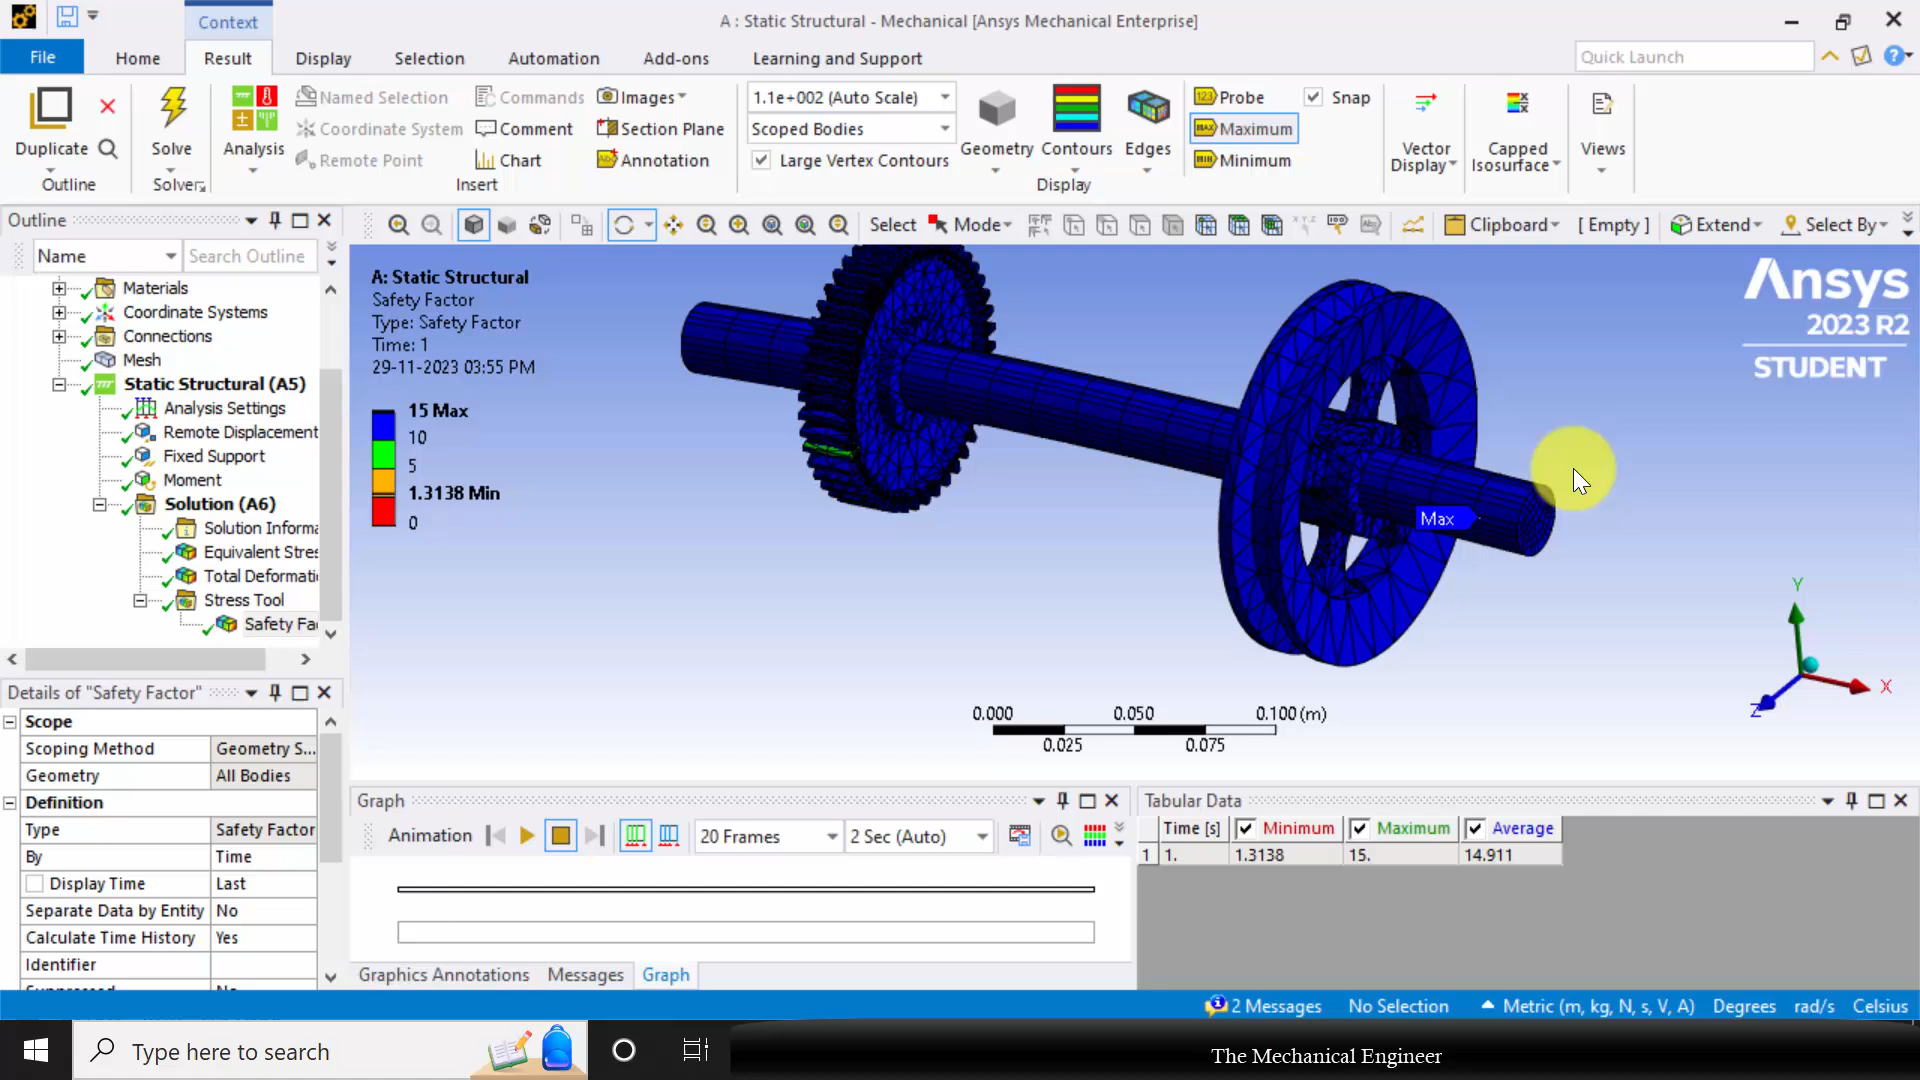 Context
A : Static Structural - Mechanical [Ansys Mechanical Enterprise]
File
Home
Result
Display
Selection
Automation
Add-ons
Learning and Support
Quick Launch
Duplicate
Outline
Solve
Solver
Analysis
Named Selection
Coordinate System
Remote Point
Commands
Comment
Chart
Images
Section Plane
Annotation
Insert
1.1e+002 (Auto Scale)
Scoped Bodies
Large Vertex Contours
Geometry
Contours
Edges
Display
Probe
Maximum
Minimum
Snap
Vector Display
Capped Isosurface
Views
Outline
Name
Search Outline
Select
Mode
Clipboard
[ Empty ]
Extend
Select By
Materials
Coordinate Systems
Connections
Mesh
Static Structural (A5)
Analysis Settings
Remote Displacement
Fixed Support
Moment
Solution (A6)
Solution Informa
Equivalent Stres
Total Deformati
Stress Tool
Safety Fa
A: Static Structural
Safety Factor
Type: Safety Factor
Time: 1
29-11-2023 03:55 PM
15 Max
10
5
1.3138 Min
0
Max
Ansys
2023 R2
STUDENT
Y
X
Z
0.000
0.050
0.100 (m)
0.025
0.075
Details of "Safety Factor"
Scope
Scoping Method Geometry S...
Geometry All Bodies
Definition
Type Safety Factor
By Time
Display Time Last
Separate Data by Entity No
Calculate Time History Yes
Identifier
Graph
Animation
20 Frames
2 Sec (Auto)
Graphics Annotations
Messages
Graph
Tabular Data
Time [s] Minimum Maximum Average
1 1. 1.3138 15. 14.911
2 Messages
No Selection
Metric (m, kg, N, s, V, A)
Degrees
rad/s
Celsius
Type here to search
The Mechanical Engineer